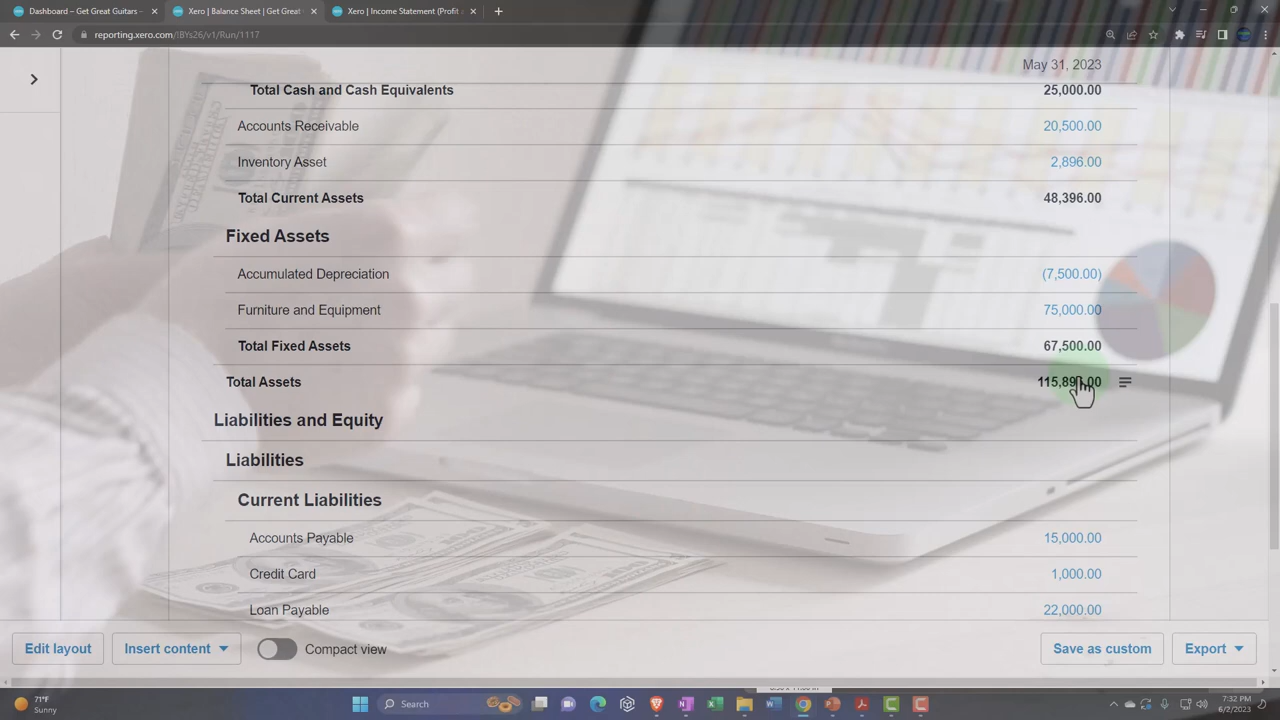 Dashboard – Get Great Guitars –
Xero | Balance Sheet | Get Great
Xero | Income Statement (Profit a
reporting.xero.com/iBYs26/v1/Run/1117
May 31, 2023
Total Cash and Cash Equivalents 25,000.00
Accounts Receivable 20,500.00
Inventory Asset 2,896.00
Total Current Assets 48,396.00
Fixed Assets
Accumulated Depreciation (7,500.00)
Furniture and Equipment 75,000.00
Total Fixed Assets 67,500.00
Total Assets
Liabilities and Equity
Liabilities
Current Liabilities
Accounts Payable 15,000.00
Credit Card 1,000.00
Loan Payable 22,000.00
Edit layout Insert content Compact view Save as custom Export
71°F
Sunny
Search
7:32 PM
6/2/2023